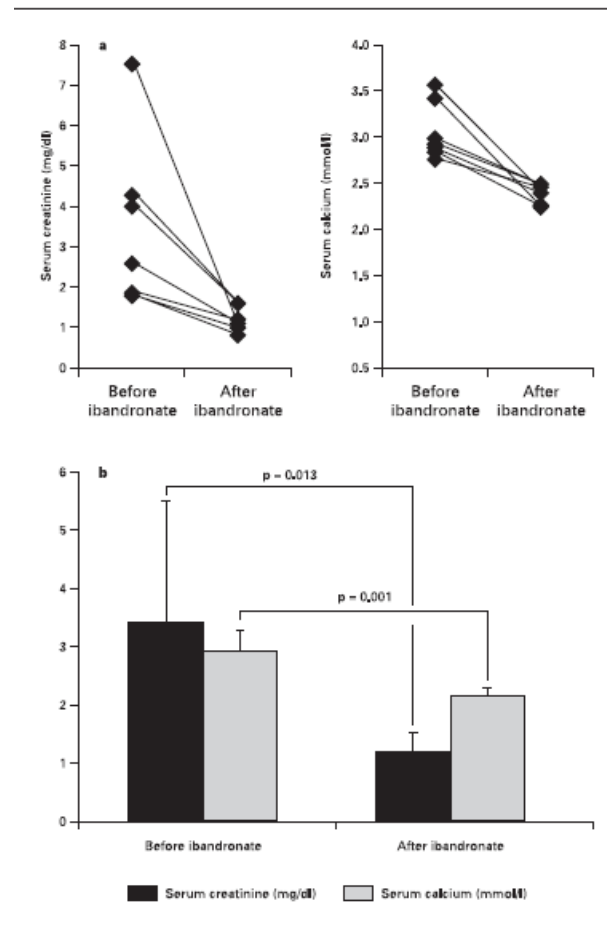 a
8
7
6
5
4
3
2
1
0
Serum creatinine (mg/dl)
Before ibandronate
After ibandronate
4.0
3.5
3.0
2.5
2.0
1.5
1.0
0.5
Serum calcium (mmol/l)
Before ibandronate
After ibandronate
b
6
5
4
3
2
1
0
p = 0.013
p = 0.001
Before ibandronate
After ibandronate
Serum creatinine (mg/dl)
Serum calcium (mmol/l)